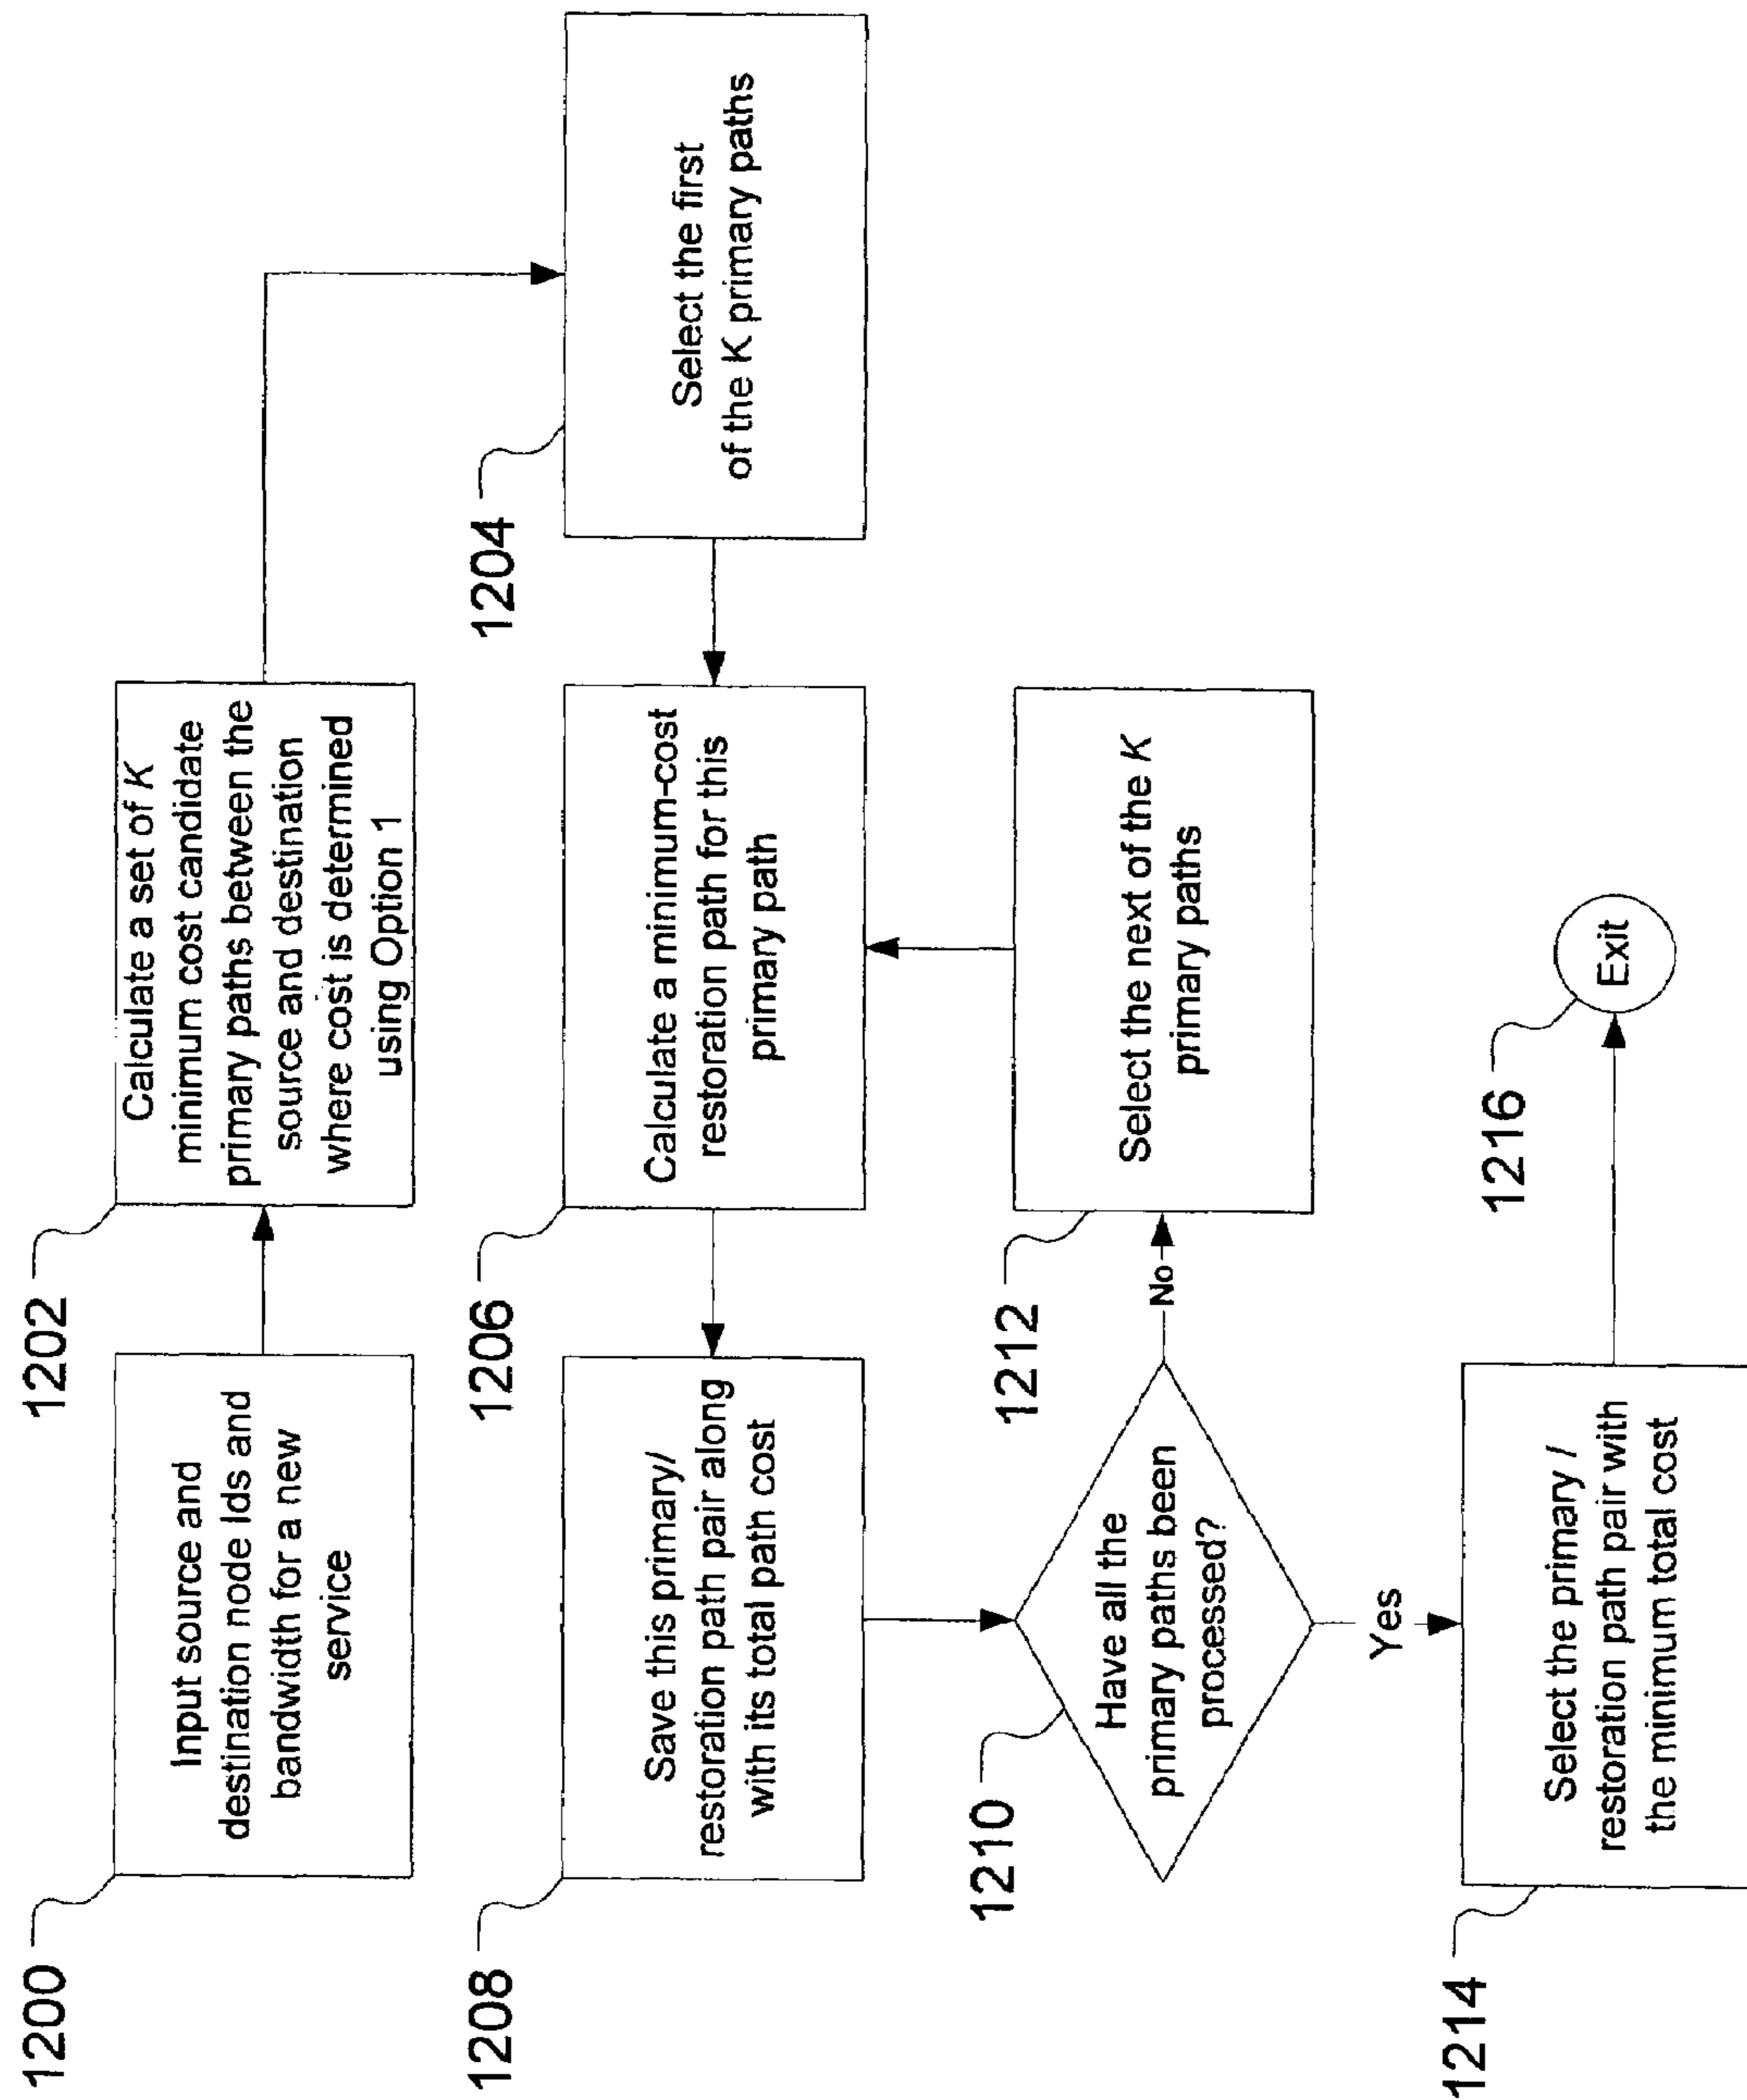 1200
Input source and
destination node Ids and
bandwidth for a new
service
1202
Calculate a set of K
minimum cost candidate
primary paths between the
source and destination
where cost is determined
using Option 1
1204
Select the first
of the K primary paths
1206
Calculate a minimum-cost
restoration path for this
primary path
1208
Save this primary/
restoration path pair along
with its total path cost
1210
Have all the
primary paths been
processed?
No
1212
Select the next of the K
primary paths
Yes
1214
Select the primary /
restoration path pair with
the minimum total cost
1216
Exit